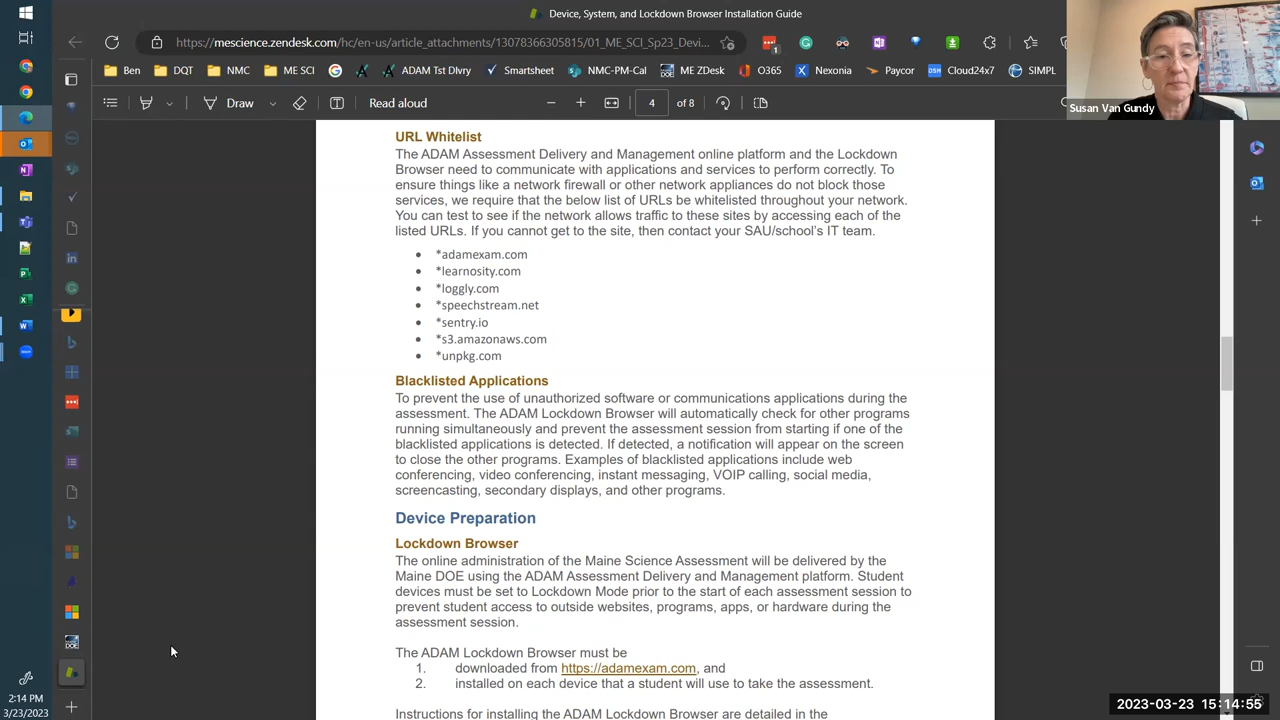 Device, System, and Lockdown Browser Installation Guide
https://mescience.zendesk.com/hc/en-us/article_attachments/13078366305815/01_ME_SCI_Sp23_Devi...
1
Ben
DQT
NMC
ME SCI
ADAM Tst Dlvry
Smartsheet
NMC-PM-Cal
ME ZDesk
O365
Nexonia
Paycor
Cloud24x7
SIMPL
Draw
Read aloud
4
of 8
Susan Van Gundy
URL Whitelist
The ADAM Assessment Delivery and Management online platform and the Lockdown
Browser need to communicate with applications and services to perform correctly. To
ensure things like a network firewall or other network appliances do not block those
services, we require that the below list of URLs be whitelisted throughout your network.
You can test to see if the network allows traffic to these sites by accessing each of the
listed URLs. If you cannot get to the site, then contact your SAU/school's IT team.
• *adamexam.com
• *learnosity.com
• *loggly.com
• *speechstream.net
• *sentry.io
• *s3.amazonaws.com
• *unpkg.com
Blacklisted Applications
To prevent the use of unauthorized software or communications applications during the
assessment. The ADAM Lockdown Browser will automatically check for other programs
running simultaneously and prevent the assessment session from starting if one of the
blacklisted applications is detected. If detected, a notification will appear on the screen
to close the other programs. Examples of blacklisted applications include web
conferencing, video conferencing, instant messaging, VOIP calling, social media,
screencasting, secondary displays, and other programs.
Device Preparation
Lockdown Browser
The online administration of the Maine Science Assessment will be delivered by the
Maine DOE using the ADAM Assessment Delivery and Management platform. Student
devices must be set to Lockdown Mode prior to the start of each assessment session to
prevent student access to outside websites, programs, apps, or hardware during the
assessment session.
The ADAM Lockdown Browser must be
1. downloaded from https://adamexam.com, and
2. installed on each device that a student will use to take the assessment.
Instructions for installing the ADAM Lockdown Browser are detailed in the
2:14 PM
3/23/2023
2023-03-23 15:14:55